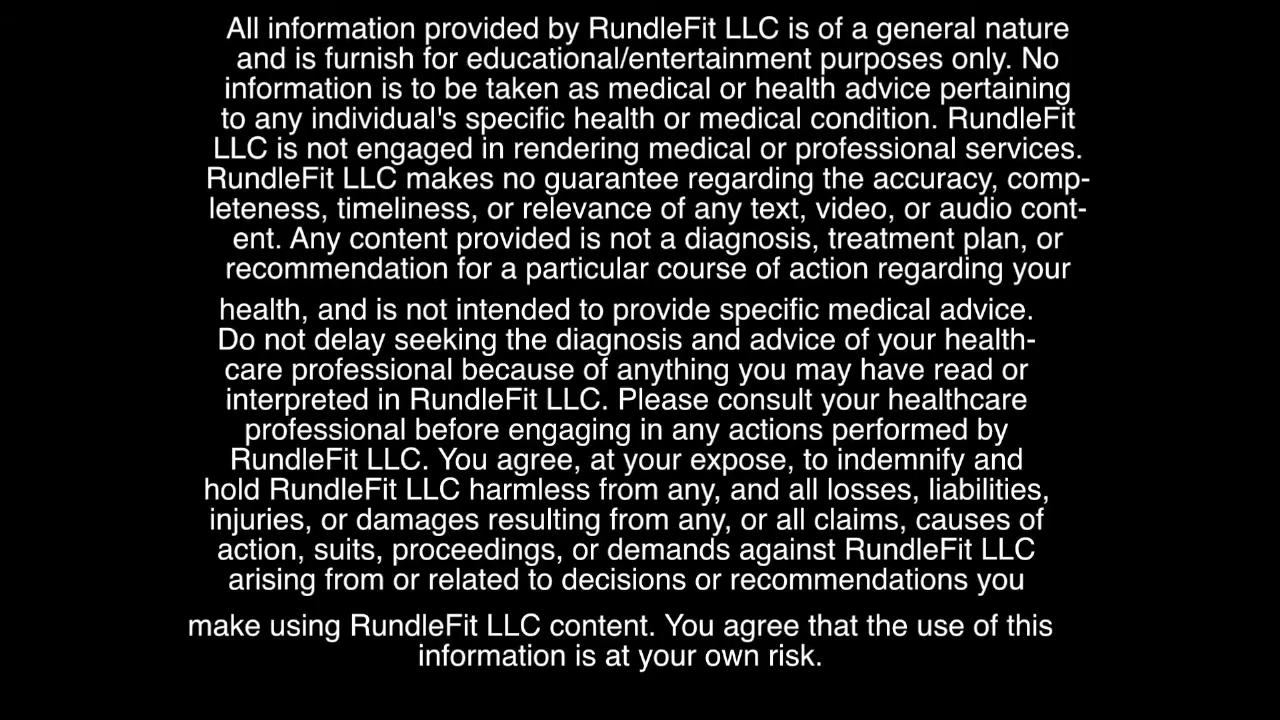 All information provided by RundleFit LLC is of a general nature
and is furnish for educational/entertainment purposes only. No
information is to be taken as medical or health advice pertaining
to any individual's specific health or medical condition. RundleFit
LLC is not engaged in rendering medical or professional services.
RundleFit LLC makes no guarantee regarding the accuracy, comp-
leteness, timeliness, or relevance of any text, video, or audio cont-
ent. Any content provided is not a diagnosis, treatment plan, or
recommendation for a particular course of action regarding your
health, and is not intended to provide specific medical advice.
Do not delay seeking the diagnosis and advice of your health-
care professional because of anything you may have read or
interpreted in RundleFit LLC. Please consult your healthcare
professional before engaging in any actions performed by
RundleFit LLC. You agree, at your expose, to indemnify and
hold RundleFit LLC harmless from any, and all losses, liabilities,
injuries, or damages resulting from any, or all claims, causes of
action, suits, proceedings, or demands against RundleFit LLC
arising from or related to decisions or recommendations you
make using RundleFit LLC content. You agree that the use of this
information is at your own risk.